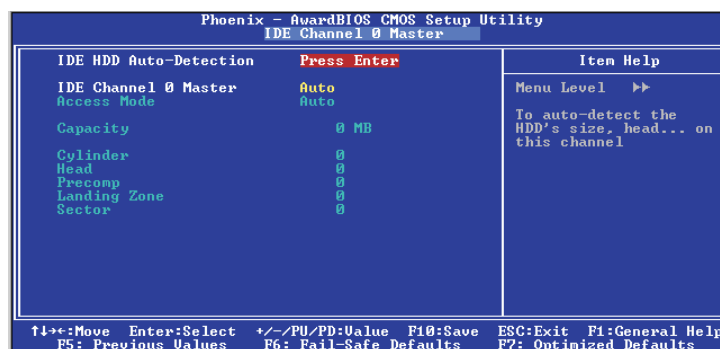 Phoenix - AwardBIOS CMOS Setup Utility
IDE Channel 0 Master
IDE HDD Auto-Detection Press Enter
IDE Channel 0 Master Auto
Access Mode Auto
Capacity 0 MB
Cylinder 0
Head 0
Precomp 0
Landing Zone 0
Sector 0
Item Help
Menu Level ▸▸
To auto-detect the
HDD's size, head... on
this channel
↑↓→←:Move Enter:Select +/-/PU/PD:Value F10:Save ESC:Exit F1:General Help
F5: Previous Values F6: Fail-Safe Defaults F7: Optimized Defaults